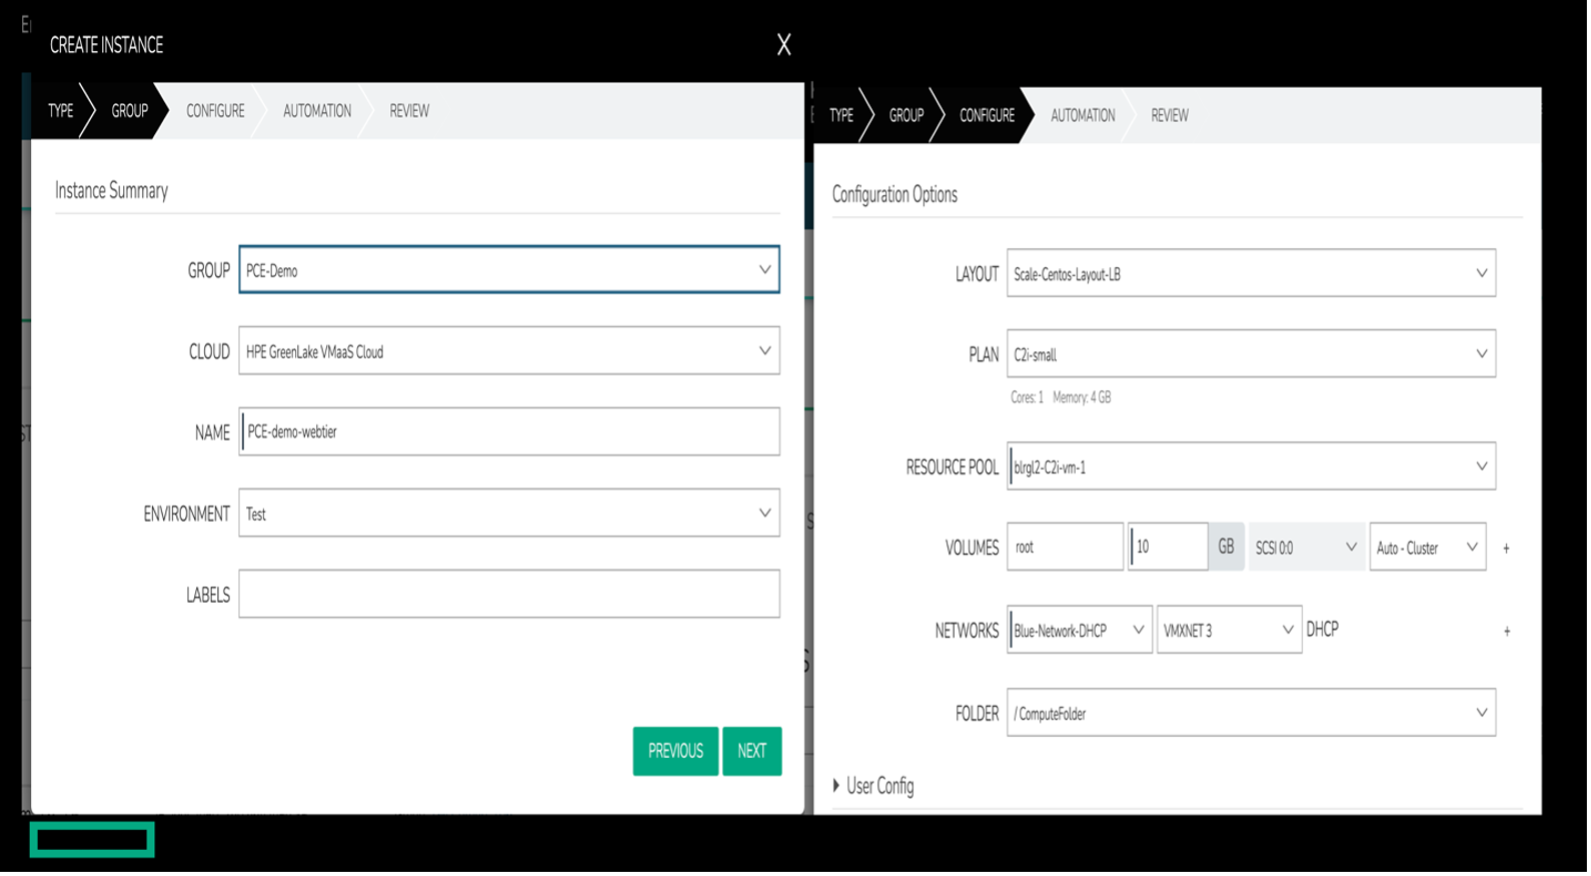 CREATE INSTANCE X
TYPE GROUP CONFIGURE AUTOMATION REVIEW
Instance Summary
GROUP PCE-Demo
CLOUD HPE GreenLake VMaaS Cloud
NAME PCE-demo-webtier
ENVIRONMENT Test
LABELS
PREVIOUS NEXT
TYPE GROUP CONFIGURE AUTOMATION REVIEW
Configuration Options
LAYOUT Scale-Centos-Layout-LB
PLAN C2i-small
Cores: 1 Memory: 4 GB
RESOURCE POOL blrgl2-C2i-vm-1
VOLUMES root 10 GB SCSI 0:0 Auto - Cluster +
NETWORKS Blue-Network-DHCP VMXNET 3 DHCP +
FOLDER / ComputeFolder
User Config